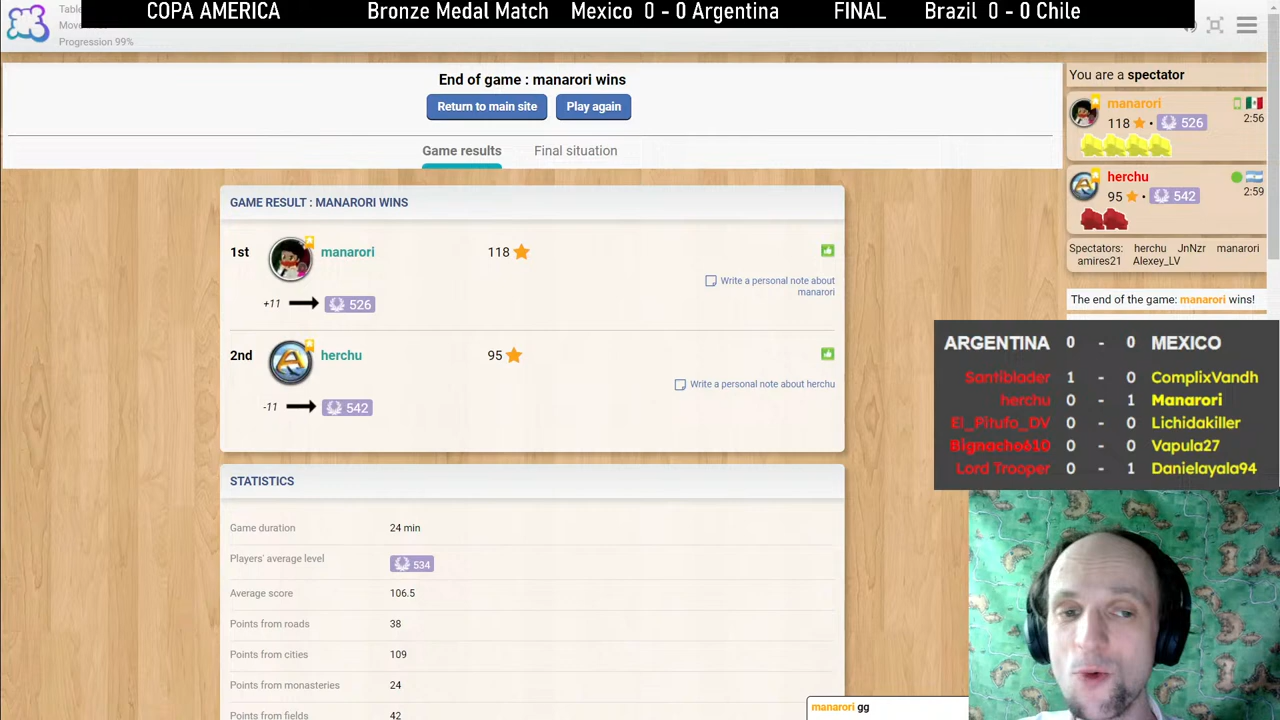 COPA AMERICA Bronze Medal Match Mexico 0 - 0 Argentina FINAL Brazil 0 - 0 Chile
Table
Move
Progression 99%
End of game : manarori wins
Return to main site Play again
Game results Final situation
GAME RESULT : MANARORI WINS
1st manarori 118
Write a personal note about
manarori
+11 526
2nd herchu 95
Write a personal note about herchu
-11 542
STATISTICS
Game duration 24 min
Players' average level 534
Average score 106.5
Points from roads 38
Points from cities 109
Points from monasteries 24
Points from fields 42
You are a spectator
manarori
118 • 526 2:56
herchu
95 • 542 2:59
Spectators: herchu JnNzr manarori
amires21 Alexey_LV
The end of the game: manarori wins!
ARGENTINA 0 - 0 MEXICO
Santiblader 1 - 0 ComplixVandh
herchu 0 - 1 Manarori
El_Pitufo_DV 0 - 0 Lichidakiller
Bignacho610 0 - 0 Vapula27
Lord Trooper 0 - 1 Danielayala94
manarori gg